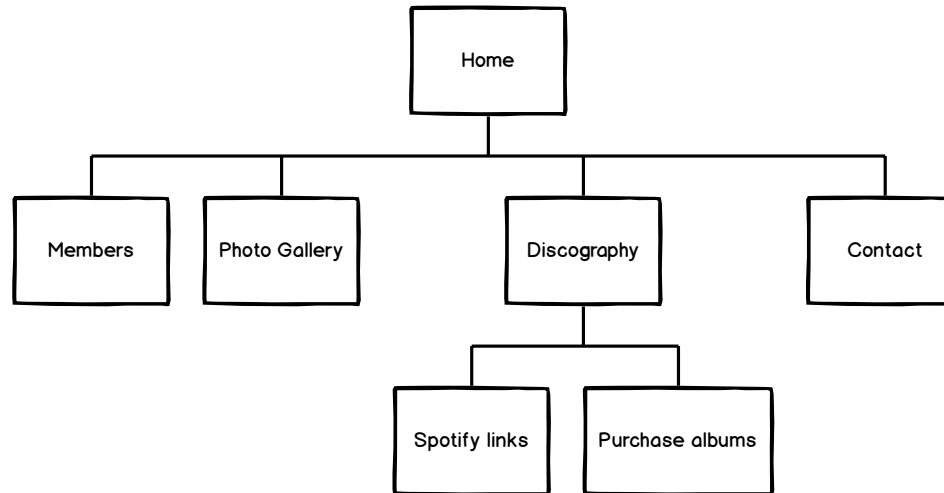 Home
Members
Photo Gallery
Discography
Contact
Spotify links
Purchase albums